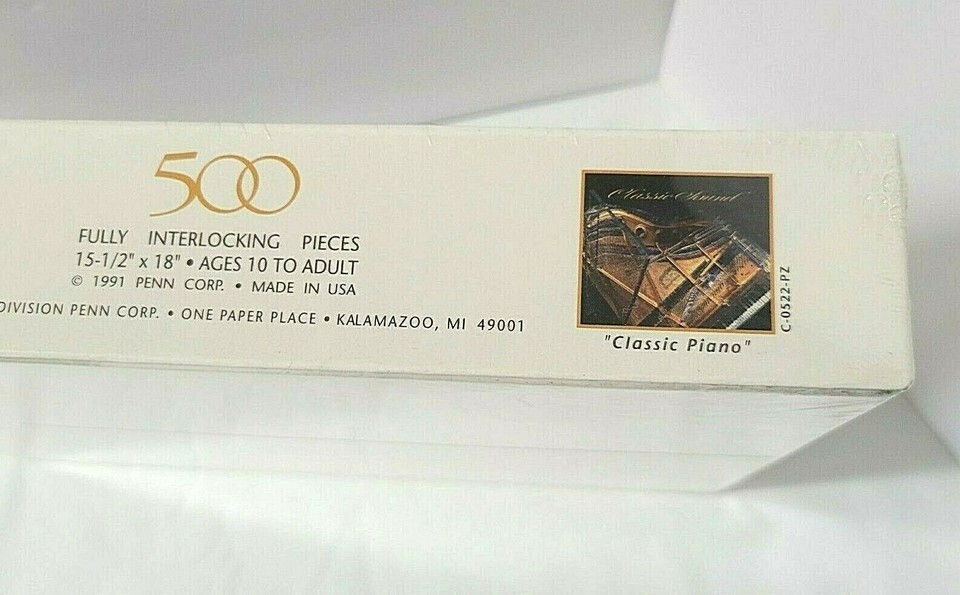 500
FULLY INTERLOCKING PIECES
15-1/2" x 18" • AGES 10 TO ADULT
© 1991 PENN CORP. • MADE IN USA
DIVISION PENN CORP. • ONE PAPER PLACE • KALAMAZOO, MI 49001
Classic Sound
C-0522-PZ
"Classic Piano"